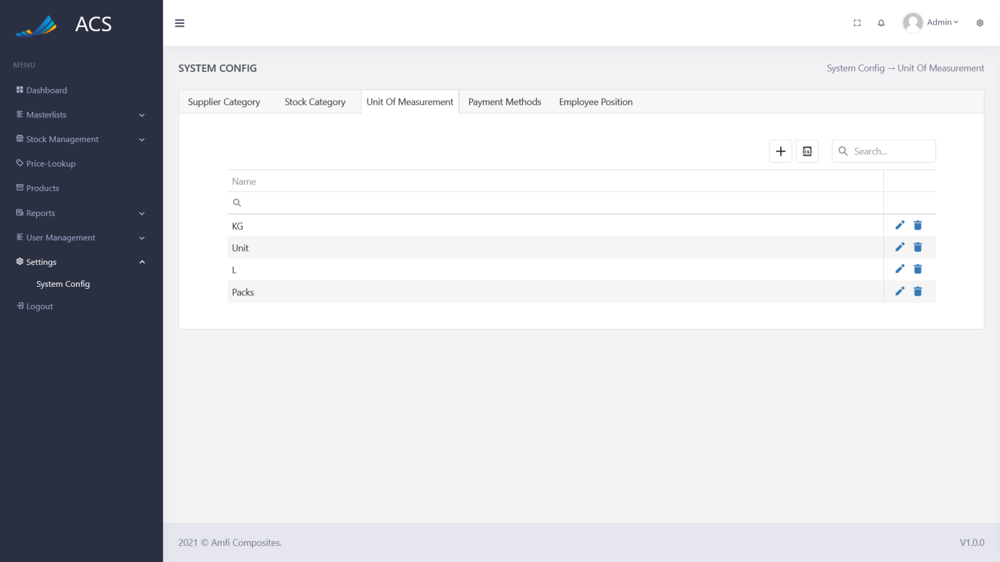 ACS
MENU
Dashboard
Masterlists
Stock Management
Price-Lookup
Products
Reports
User Management
Settings
System Config
Logout
Admin
SYSTEM CONFIG
System Config → Unit Of Measurement
Supplier Category
Stock Category
Unit Of Measurement
Payment Methods
Employee Position
XLSX
Search...
Name
KG
Unit
L
Packs
2021 © Amfi Composites.
V1.0.0